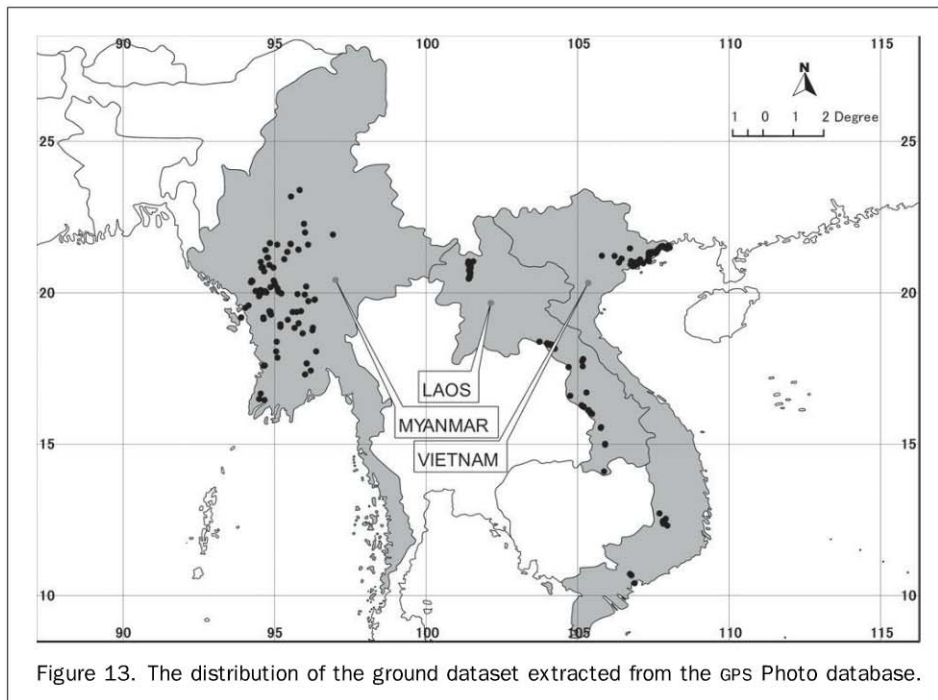 90 95 100 105 110 115
N
1 0 1 2 Degree
25 25
20 20
LAOS
MYANMAR
VIETNAM
15 15
10 10
90 95 100 105 110 115
Figure 13. The distribution of the ground dataset extracted from the GPS Photo database.